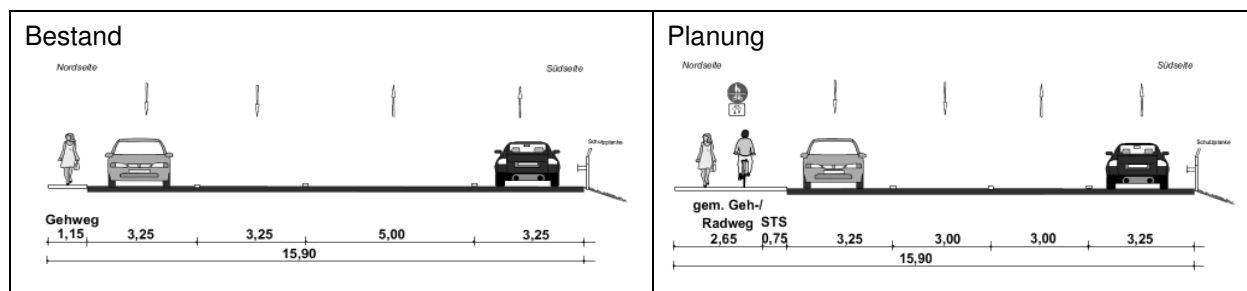 Bestand
Nordseite
Südseite
Schutzplanke
Gehweg
1,15 3,25 3,25 5,00 3,25
15,90
Planung
Nordseite
Südseite
Schutzplanke
gem. Geh-/
Radweg STS
2,65 0,75 3,25 3,00 3,00 3,25
15,90